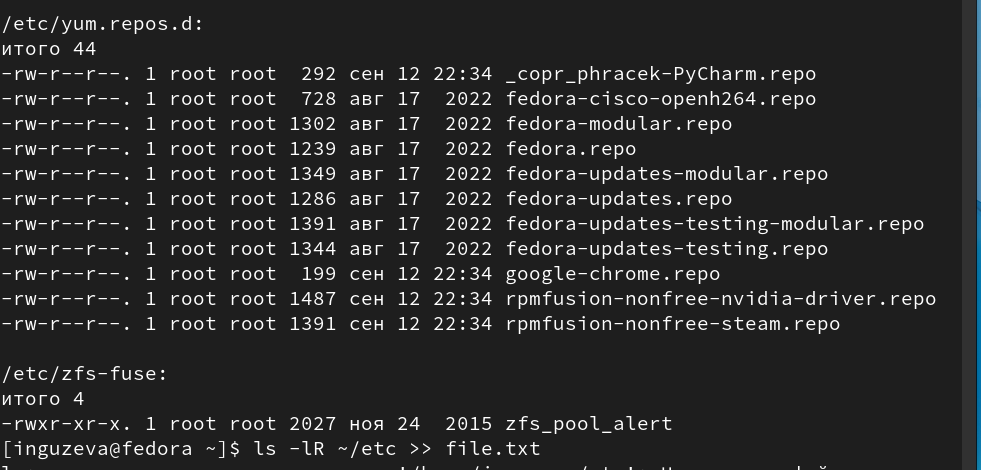 /etc/yum.repos.d:
итого 44
-rw-r--r--. 1 root root  292 сен 12 22:34 _copr_phracek-PyCharm.repo
-rw-r--r--. 1 root root  728 авг 17  2022 fedora-cisco-openh264.repo
-rw-r--r--. 1 root root 1302 авг 17  2022 fedora-modular.repo
-rw-r--r--. 1 root root 1239 авг 17  2022 fedora.repo
-rw-r--r--. 1 root root 1349 авг 17  2022 fedora-updates-modular.repo
-rw-r--r--. 1 root root 1286 авг 17  2022 fedora-updates.repo
-rw-r--r--. 1 root root 1391 авг 17  2022 fedora-updates-testing-modular.repo
-rw-r--r--. 1 root root 1344 авг 17  2022 fedora-updates-testing.repo
-rw-r--r--. 1 root root  199 сен 12 22:34 google-chrome.repo
-rw-r--r--. 1 root root 1487 сен 12 22:34 rpmfusion-nonfree-nvidia-driver.repo
-rw-r--r--. 1 root root 1391 сен 12 22:34 rpmfusion-nonfree-steam.repo

/etc/zfs-fuse:
итого 4
-rwxr-xr-x. 1 root root 2027 ноя 24  2015 zfs_pool_alert
[inguzeva@fedora ~]$ ls -lR ~/etc >> file.txt